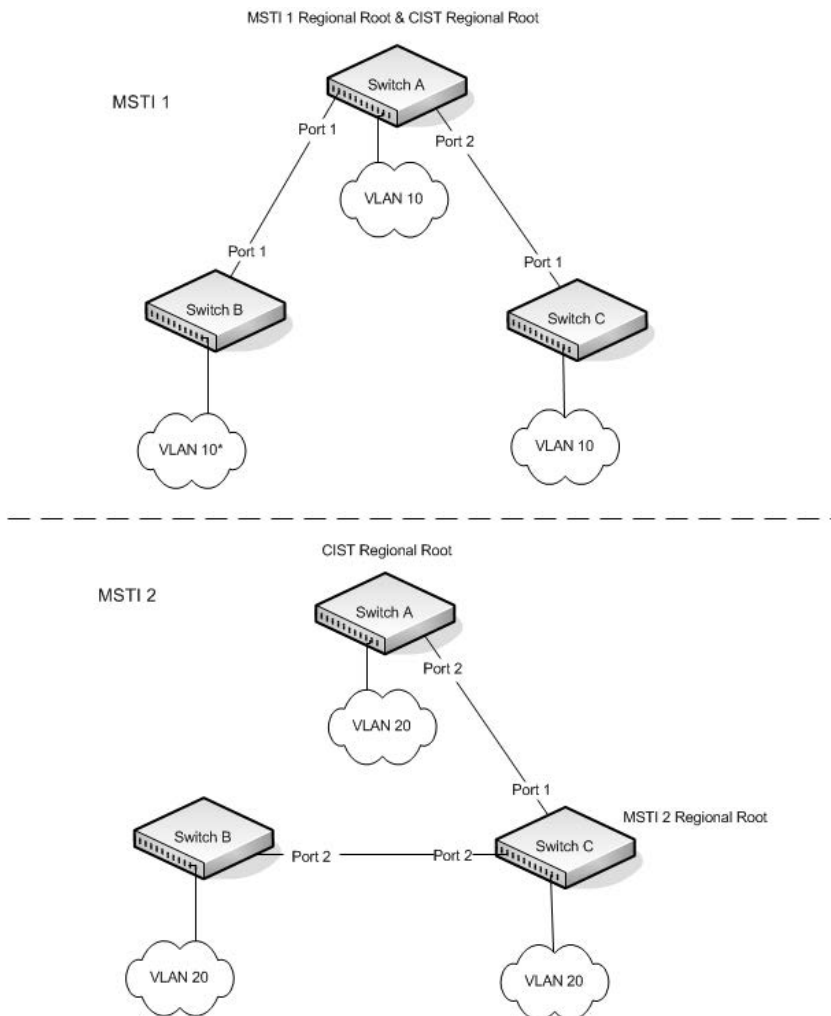 MSTI 1 Regional Root & CIST Regional Root
Switch A
MSTI 1
Port 1
Port 2
VLAN 10
Port 1
Port 1
Switch B
Switch C
VLAN 10*
VLAN 10
CIST Regional Root
MSTI 2
Switch A
Port 2
VLAN 20
Port 1
MSTI 2 Regional Root
Switch B
Switch C
Port 2
Port 2
VLAN 20
VLAN 20